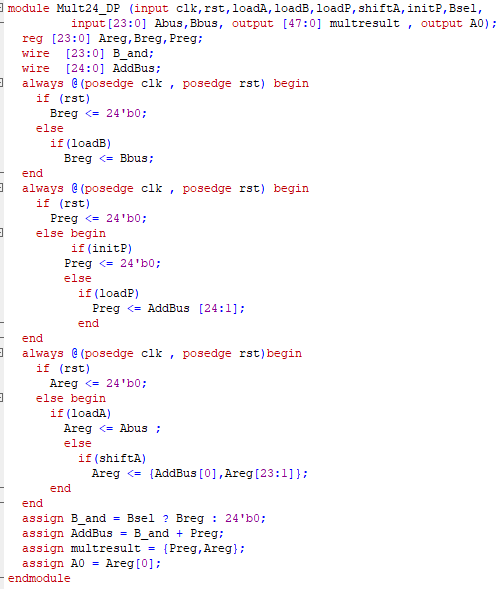 module Mult24_DP (input clk,rst,loadA,loadB,loadP,shiftA,initP,Bsel,
         input[23:0] Abus,Bbus, output [47:0] multresult , output A0);
  reg [23:0] Areg,Breg,Preg;
  wire  [23:0] B_and;
  wire  [24:0] AddBus;
  always @(posedge clk , posedge rst) begin
    if (rst)
      Breg <= 24'b0;
    else
      if(loadB)
        Breg <= Bbus;
  end
  always @(posedge clk , posedge rst) begin
    if (rst)
      Preg <= 24'b0;
    else begin
         if(initP)
        Preg <= 24'b0;
        else
          if(loadP)
            Preg <= AddBus [24:1];
          end
  end
  always @(posedge clk , posedge rst)begin
    if (rst)
      Areg <= 24'b0;
    else begin
      if(loadA)
        Areg <= Abus ;
        else
          if(shiftA)
            Areg <= {AddBus[0],Areg[23:1]};
      end
  end
  assign B_and = Bsel ? Breg : 24'b0;
  assign AddBus = B_and + Preg;
  assign multresult = {Preg,Areg};
  assign A0 = Areg[0];
endmodule